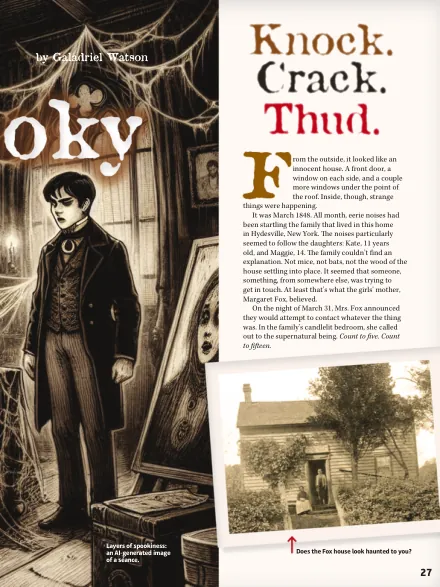 by Galadriel Watson
oky
Knock.
Crack.
Thud.
From the outside, it looked like an
innocent house. A front door, a
window on each side, and a couple
more windows under the point of
the roof. Inside, though, strange
things were happening.
It was March 1848. All month, eerie noises had
been startling the family that lived in this home
in Hydesville, New York. The noises particularly
seemed to follow the daughters: Kate, 11 years
old, and Maggie, 14. The family couldn't find an
explanation. Not mice, not bats, not the wood of the
house settling into place. It seemed that someone,
something, from somewhere else, was trying to
get in touch. At least that's what the girls' mother,
Margaret Fox, believed.
On the night of March 31, Mrs. Fox announced
they would attempt to contact whatever the thing
was. In the family's candlelit bedroom, she called
out to the supernatural being. Count to five. Count
to fifteen.
Layers of spookiness:
an AI-generated image
of a séance.
Does the Fox house look haunted to you?
27